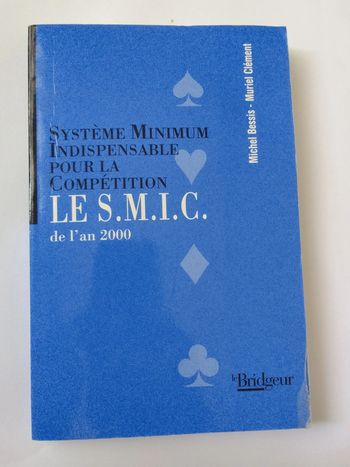 Michel Bessis - Muriel Clément
SYSTÈME MINIMUM
INDISPENSABLE
POUR LA
COMPÉTITION
LE S.M.I.C.
de l'an 2000
le Bridgeur